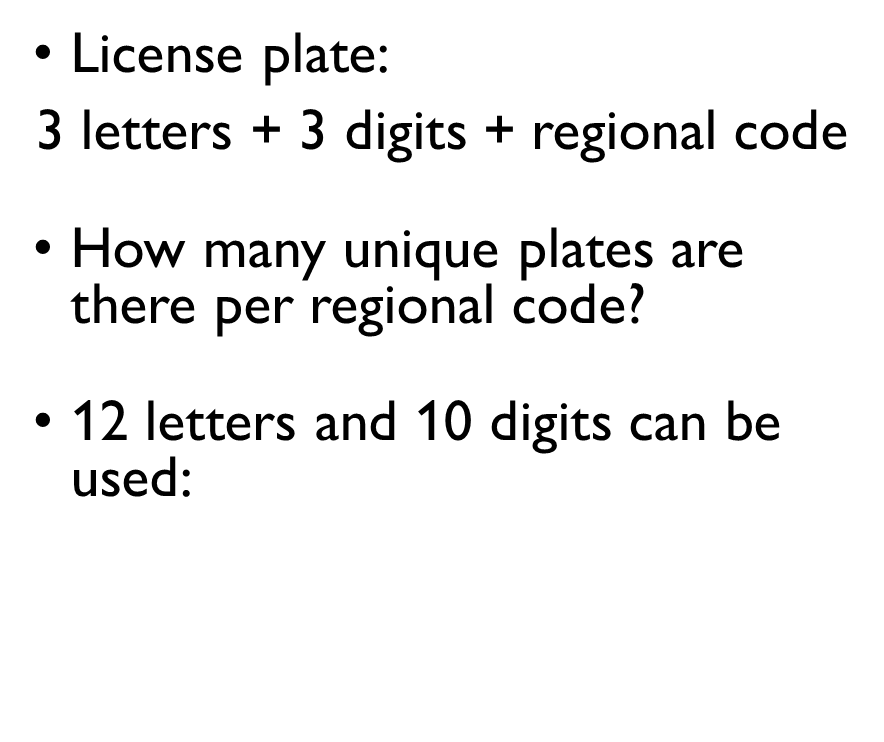 • License plate:
3 letters + 3 digits + regional code
• How many unique plates are
there per regional code?
• 12 letters and 10 digits can be
used: